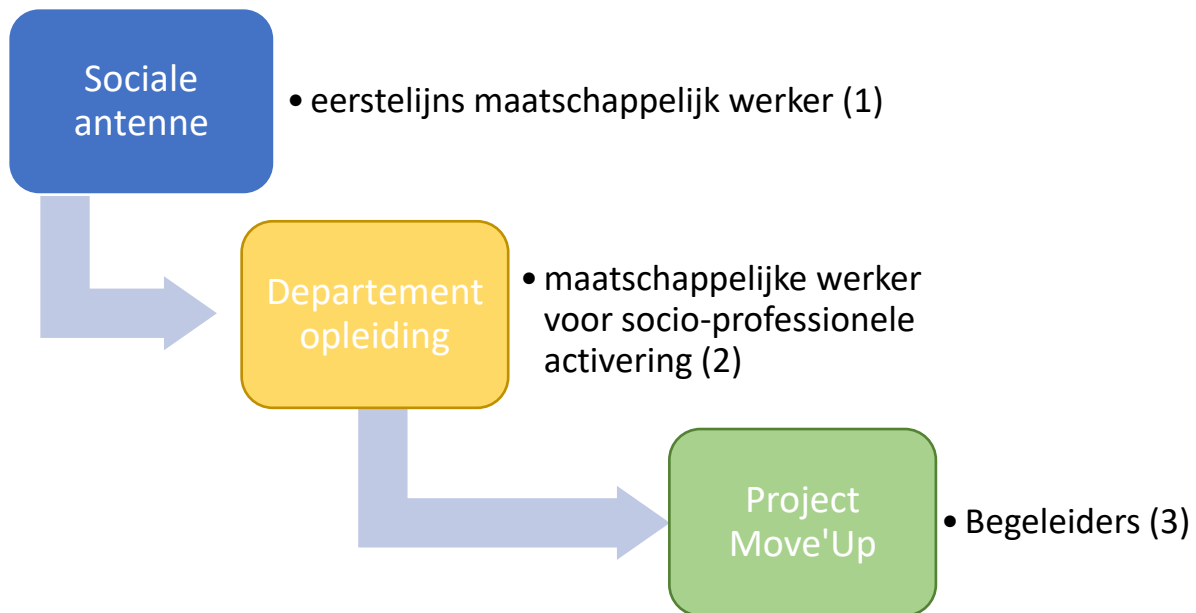 Sociale
antenne
• eerstelijns maatschappelijk werker (1)
Departement
opleiding
• maatschappelijke werker
voor socio-professionele
activering (2)
Project
Move'Up
• Begeleiders (3)